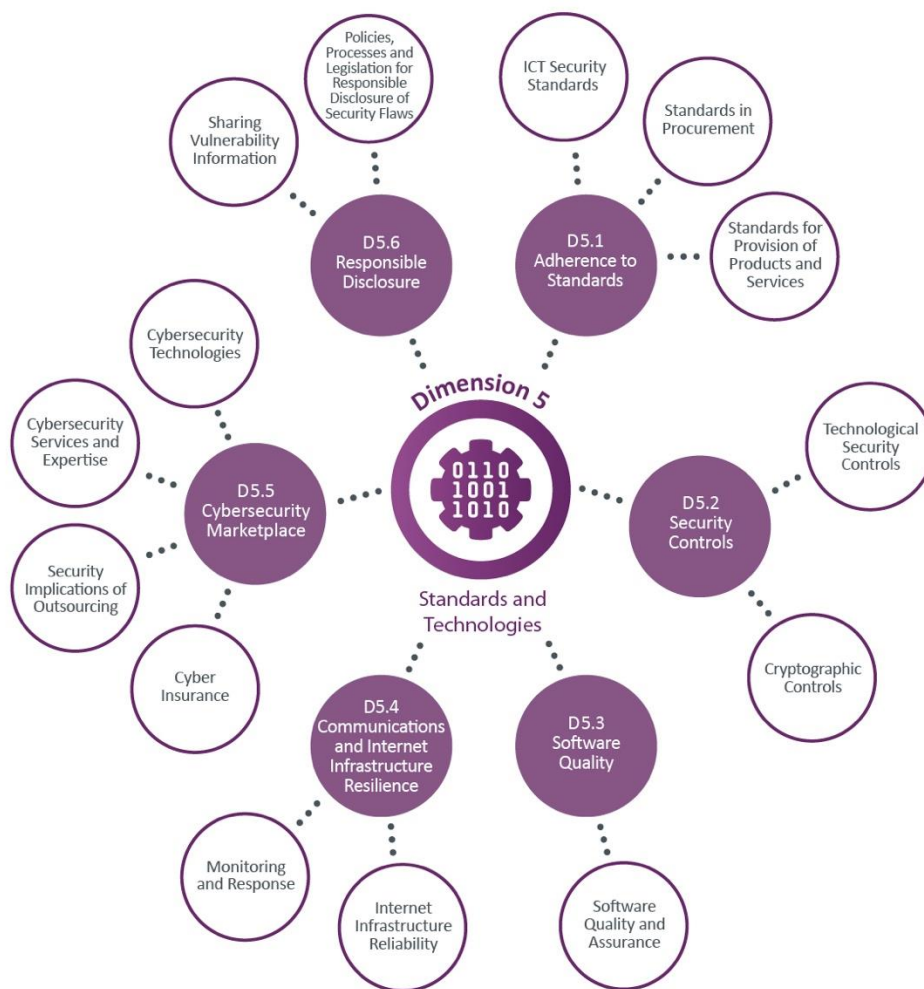 Policies,
Processes and
Legislation for
Responsible
Disclosure of
Security Flaws
Sharing
Vulnerability
Information
D5.6
Responsible
Disclosure
ICT Security
Standards
Standards in
Procurement
Standards for
Provision of
Products and
Services
D5.1
Adherence to
Standards
Dimension 5
0110
1001
1010
Standards and
Technologies
Technological
Security
Controls
D5.2
Security
Controls
Cryptographic
Controls
D5.3
Software
Quality
Software
Quality and
Assurance
D5.4
Communications
and Internet
Infrastructure
Resilience
Monitoring
and Response
Internet
Infrastructure
Reliability
Cybersecurity
Technologies
Cybersecurity
Services and
Expertise
D5.5
Cybersecurity
Marketplace
Security
Implications of
Outsourcing
Cyber
Insurance